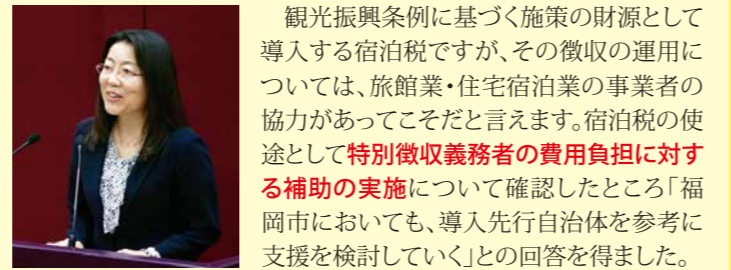 観光振興条例に基づく施策の財源として
導入する宿泊税ですが、その徴収の運用に
ついては、旅館業・住宅宿泊業の事業者の
協力があってこそだと言えます。宿泊税の使
途として特別徴収義務者の費用負担に対す
る補助の実施について確認したところ「福
岡市においても、導入先行自治体を参考に
支援を検討していく」との回答を得ました。